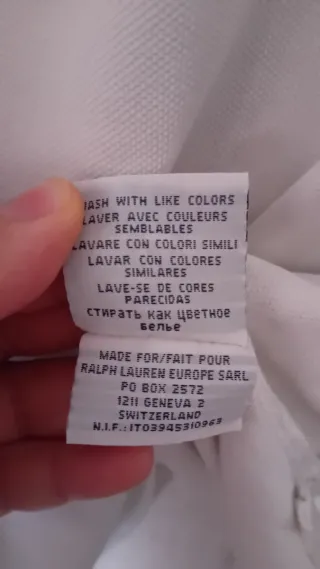 WASH WITH LIKE COLORS
LAVER AVEC COULEURS
SEMBLABLES
LAVARE CON COLORI SIMILI
LAVAR CON COLORES
SIMILARES
LAVE-SE DE CORES
PARECIDAS
стирать как цветное
белье
MADE FOR/FAIT POUR
RALPH LAUREN EUROPE SARL
PO BOX 2572
1211 GENEVA 2
SWITZERLAND
N.I.F.: IT03945310963